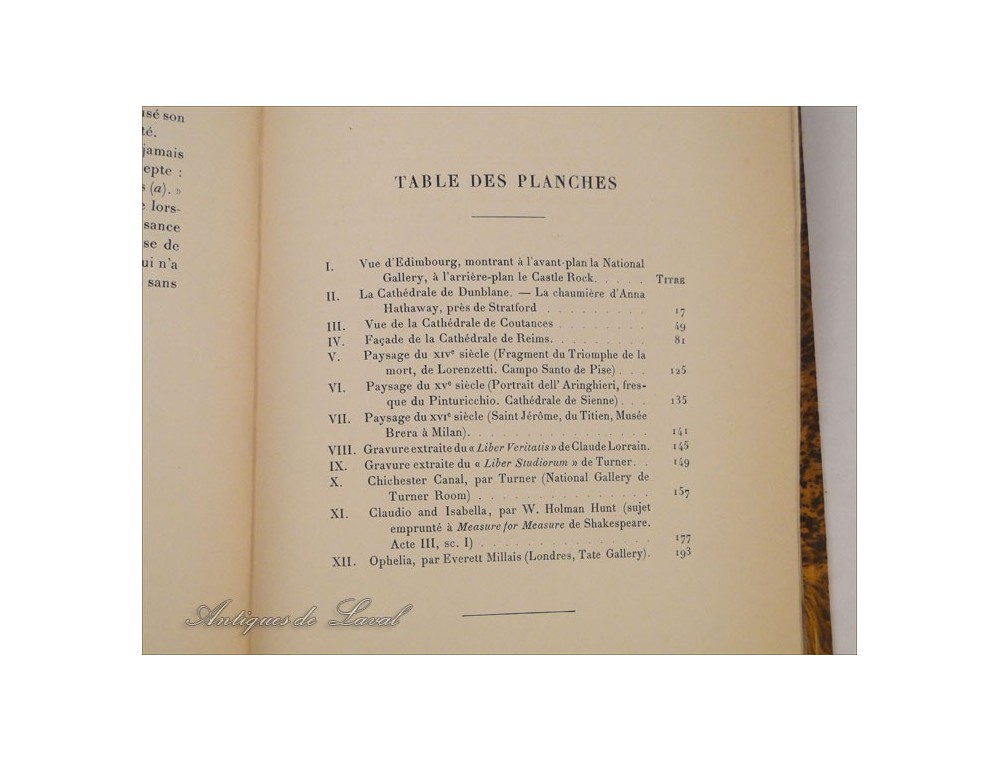 usé son
té.
jamais
epte :
s (a). »
e lors-
sance
se de
ui n'a
sans
TABLE DES PLANCHES
I. Vue d'Edimbourg, montrant à l'avant-plan la National
Gallery, à l'arrière-plan le Castle Rock. . . . . TITRE
II. La Cathédrale de Dunblane. — La chaumière d'Anna
Hathaway, près de Stratford . . . . . . . . . 17
III. Vue de la Cathédrale de Coutances . . . . . . . . 49
IV. Façade de la Cathédrale de Reims. . . . . . . . . 81
V. Paysage du XIVe siècle (Fragment du Triomphe de la
mort, de Lorenzetti. Campo Santo de Pise) . . . 125
VI. Paysage du XVe siècle (Portrait dell' Aringhieri, fres-
que du Pinturicchio. Cathédrale de Sienne) . . . 135
VII. Paysage du XVIe siècle (Saint Jérôme, du Titien, Musée
Brera à Milan). . . . . . . . . . . . . . . 141
VIII. Gravure extraite du « Liber Veritatis » de Claude Lorrain. 145
IX. Gravure extraite du « Liber Studiorum » de Turner. . 149
X. Chichester Canal, par Turner (National Gallery de
Turner Room) . . . . . . . . . . . . . . 157
XI. Claudio and Isabella, par W. Holman Hunt (sujet
emprunté à Measure for Measure de Shakespeare.
Acte III, sc. I) . . . . . . . . . . . . . . 177
XII. Ophelia, par Everett Millais (Londres, Tate Gallery). 193
Antiques de Laval